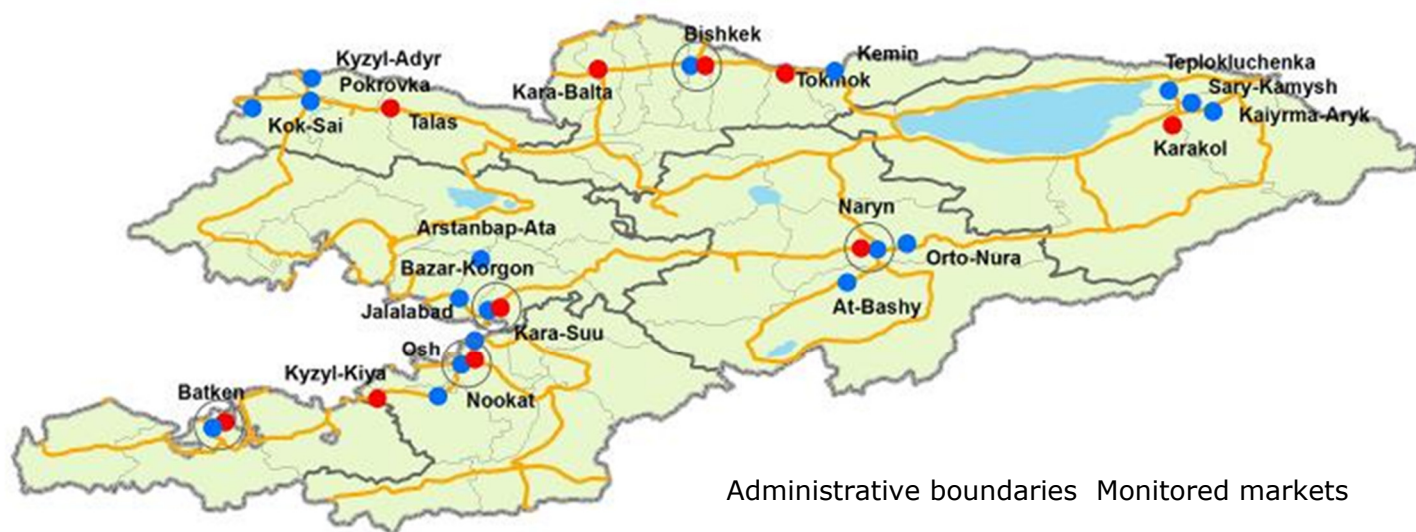 Bishkek
Kemin
Kyzyl-Adyr
Teplokluchenka
Pokrovka
Tokmok
Sary-Kamysh
Kara-Balta
Kaiyrma-Aryk
Kok-Sai
Talas
Karakol
Naryn
Arstanbap-Ata
Orto-Nura
Bazar-Korgon
At-Bashy
Jalalabad
Kara-Suu
Osh
Kyzyl-Kiya
Batken
Nookat
Administrative boundaries Monitored markets